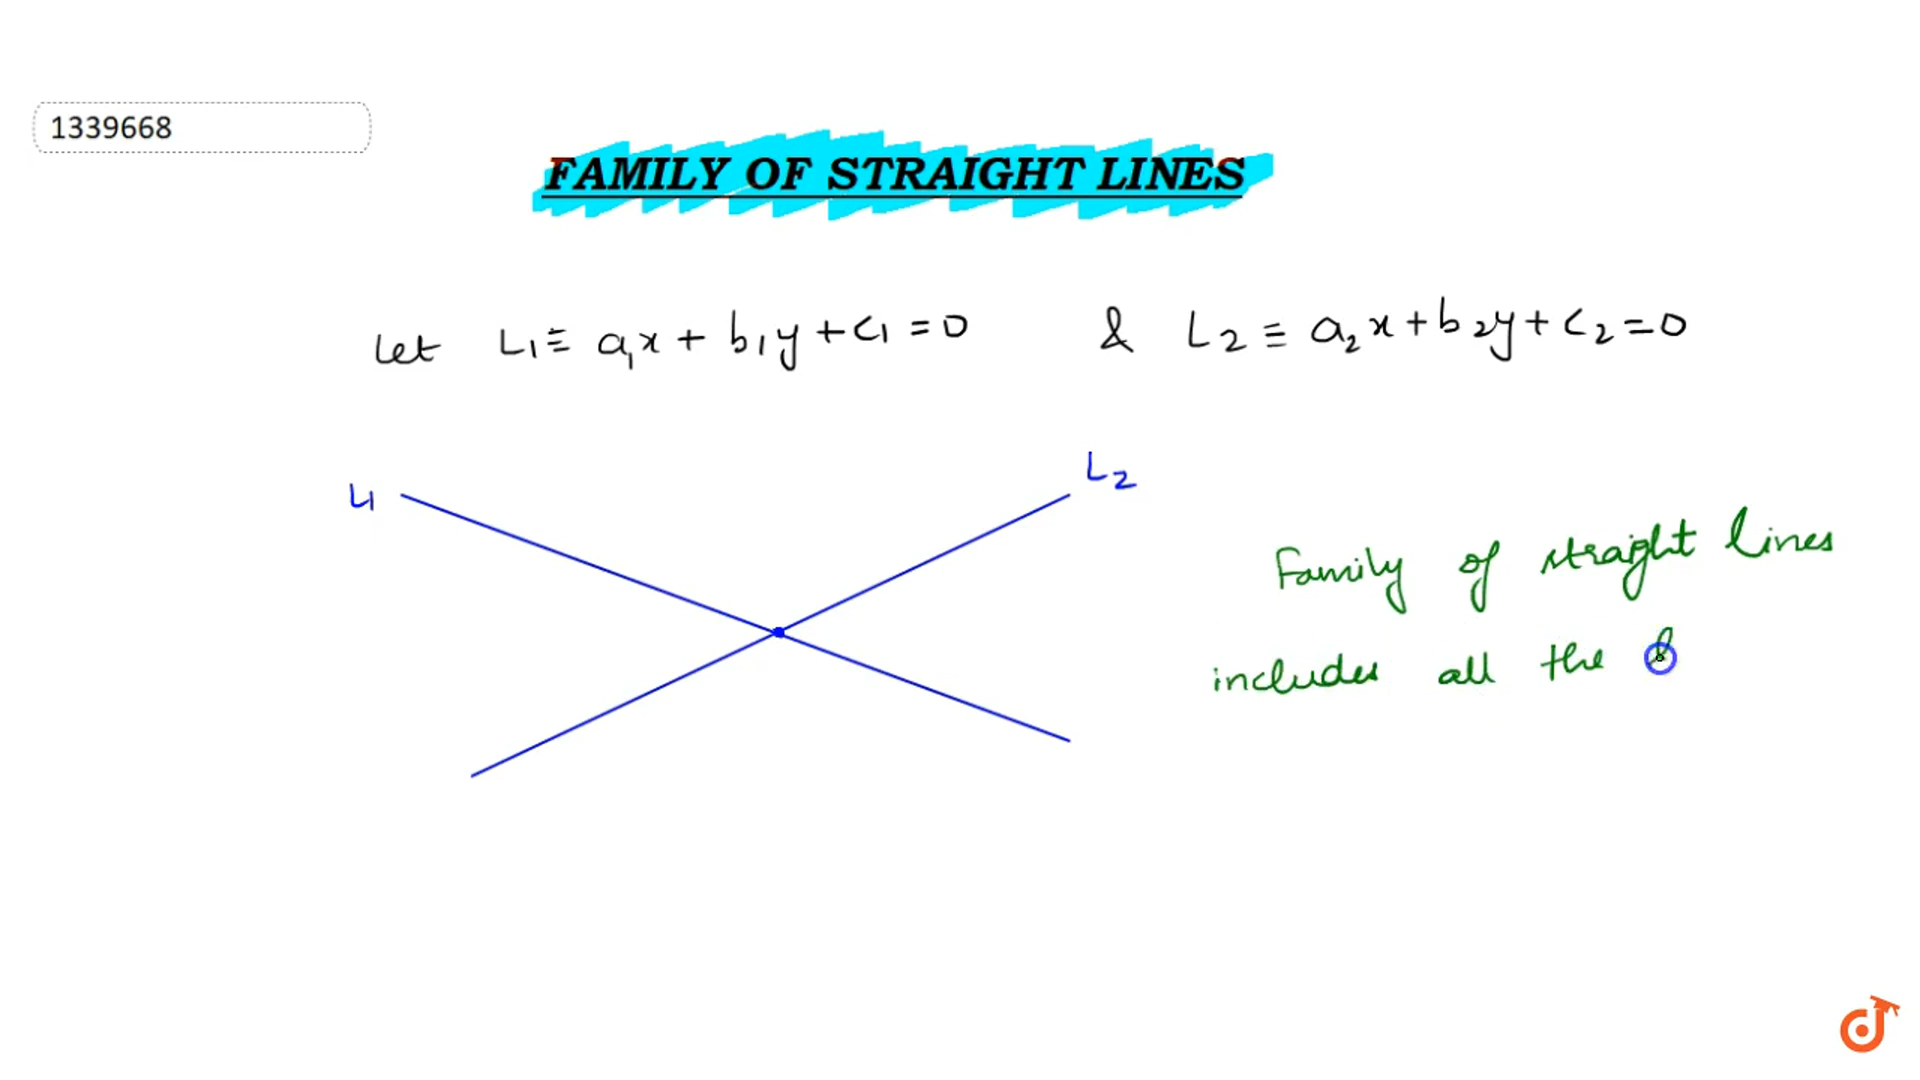 1339668
FAMILY OF STRAIGHT LINES
Let L₁ ≡ a₁x + b₁y + c₁ = 0 & L₂ ≡ a₂x + b₂y + c₂ = 0
L₁
L₂
Family of straight lines
includes all the